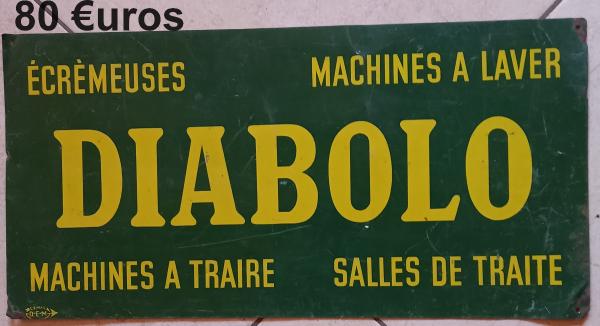 80 €uros
ÉCRÈMEUSES
MACHINES A LAVER
DIABOLO
MACHINES A TRAIRE
SALLES DE TRAITE